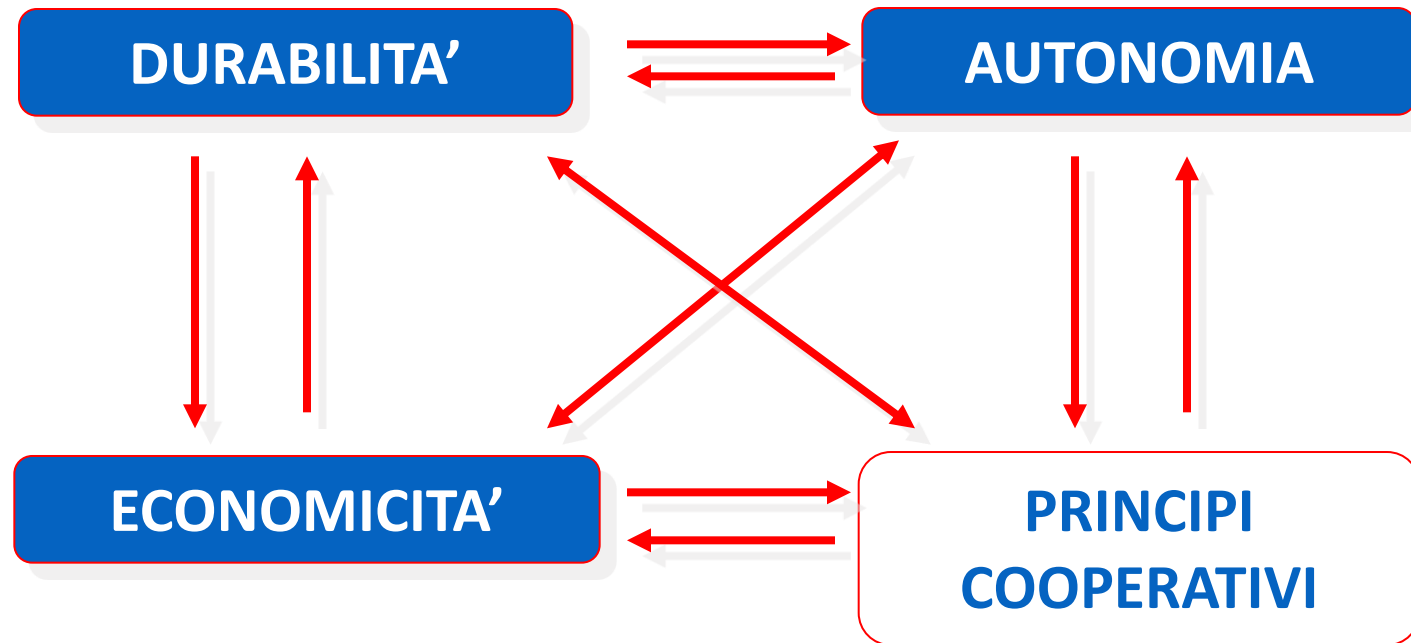 DURABILITA’
AUTONOMIA
ECONOMICITA’
PRINCIPI
COOPERATIVI